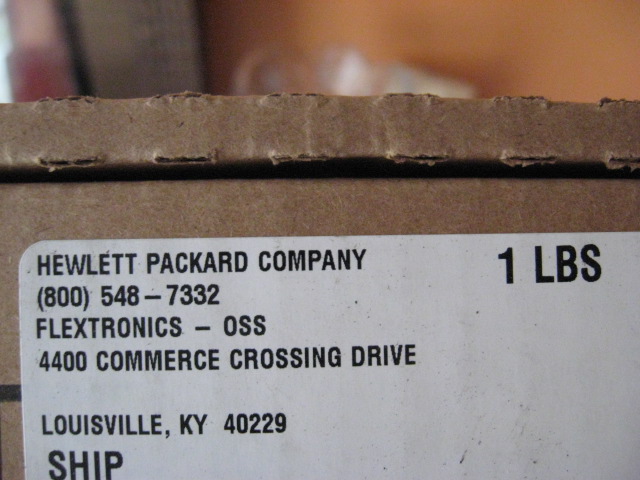 HEWLETT PACKARD COMPANY 1 LBS
(800) 548-7332
FLEXTRONICS - OSS
4400 COMMERCE CROSSING DRIVE
LOUISVILLE, KY 40229
SHIP